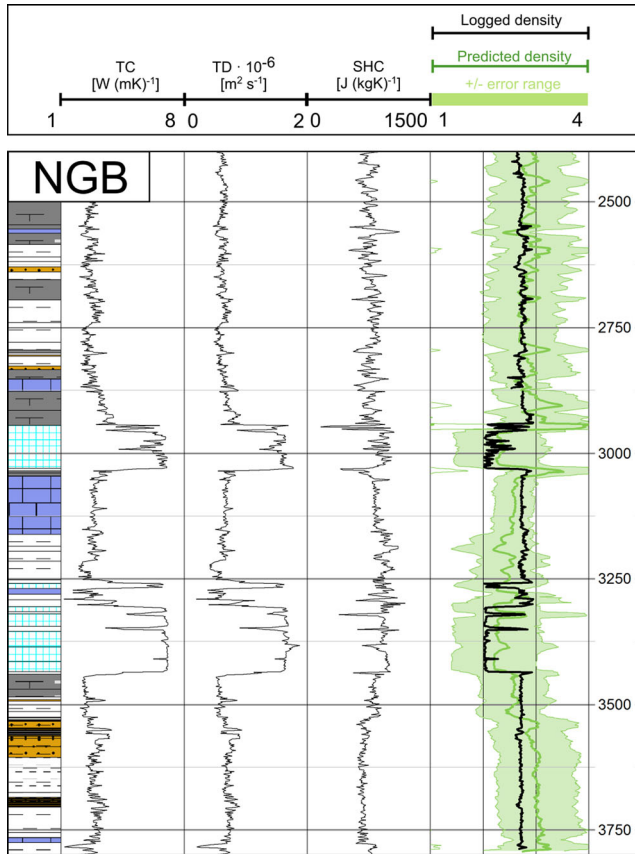 Logged density
Predicted density
+/- error range
TC
[W (mK)⁻¹]
TD · 10⁻⁶
[m² s⁻¹]
SHC
[J (kgK)⁻¹]
1 8 0 2 0 1500 1 4
NGB
2500
2750
3000
3250
3500
3750